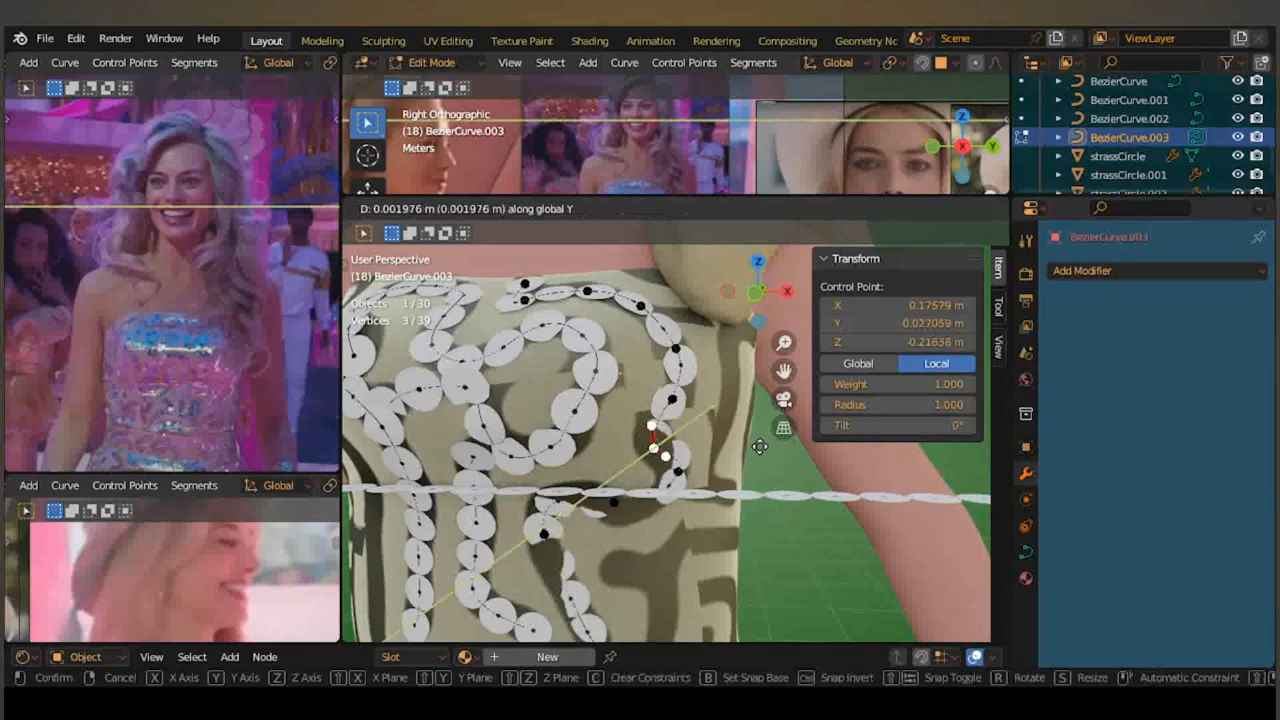 File Edit Render Window Help Layout Modeling Sculpting UV Editing Texture Paint Shading Animation Rendering Compositing Geometry Nc Scene ViewLayer
Add Curve Control Points Segments Global
Edit Mode View Select Add Curve Control Points Segments Global
Right Orthographic
(18) BezierCurve.003
Meters
Z
Y
X
BezierCurve
BezierCurve.001
BezierCurve.002
BezierCurve.003
strassCircle
strassCircle.001
D: 0.001976 m (0.001976 m) along global Y
User Perspective
(18) BezierCurve.003
Objects 1/30
Vertices 3/39
Z
X
Transform
Control Point:
X 0.17579 m
Y -0.027059 m
Z -0.21638 m
Global Local
Weight 1.000
Radius 1.000
Tilt 0°
Item
Tool
View
BezierCurve.003
Add Modifier
Add Curve Control Points Segments Global
Object View Select Add Node Slot New
Confirm Cancel X X Axis Y Y Axis Z Z Axis X X Plane Y Y Plane Z Z Plane C Clear Constraints B Set Snap Base Ctrl Snap Invert Snap Toggle R Rotate S Resize Automatic Constraint